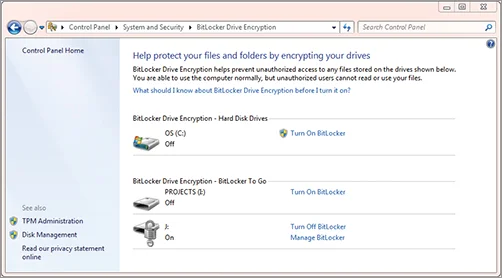 Control Panel ▸ System and Security ▸ BitLocker Drive Encryption
Search Control Panel
Control Panel Home
Help protect your files and folders by encrypting your drives
BitLocker Drive Encryption helps prevent unauthorized access to any files stored on the drives shown below.
You are able to use the computer normally, but unauthorized users cannot read or use your files.
What should I know about BitLocker Drive Encryption before I turn it on?
BitLocker Drive Encryption - Hard Disk Drives
OS (C:) Turn On BitLocker
Off
BitLocker Drive Encryption - BitLocker To Go
PROJECTS (I:) Turn On BitLocker
Off
J: Turn Off BitLocker
On Manage BitLocker
See also
TPM Administration
Disk Management
Read our privacy statement
online